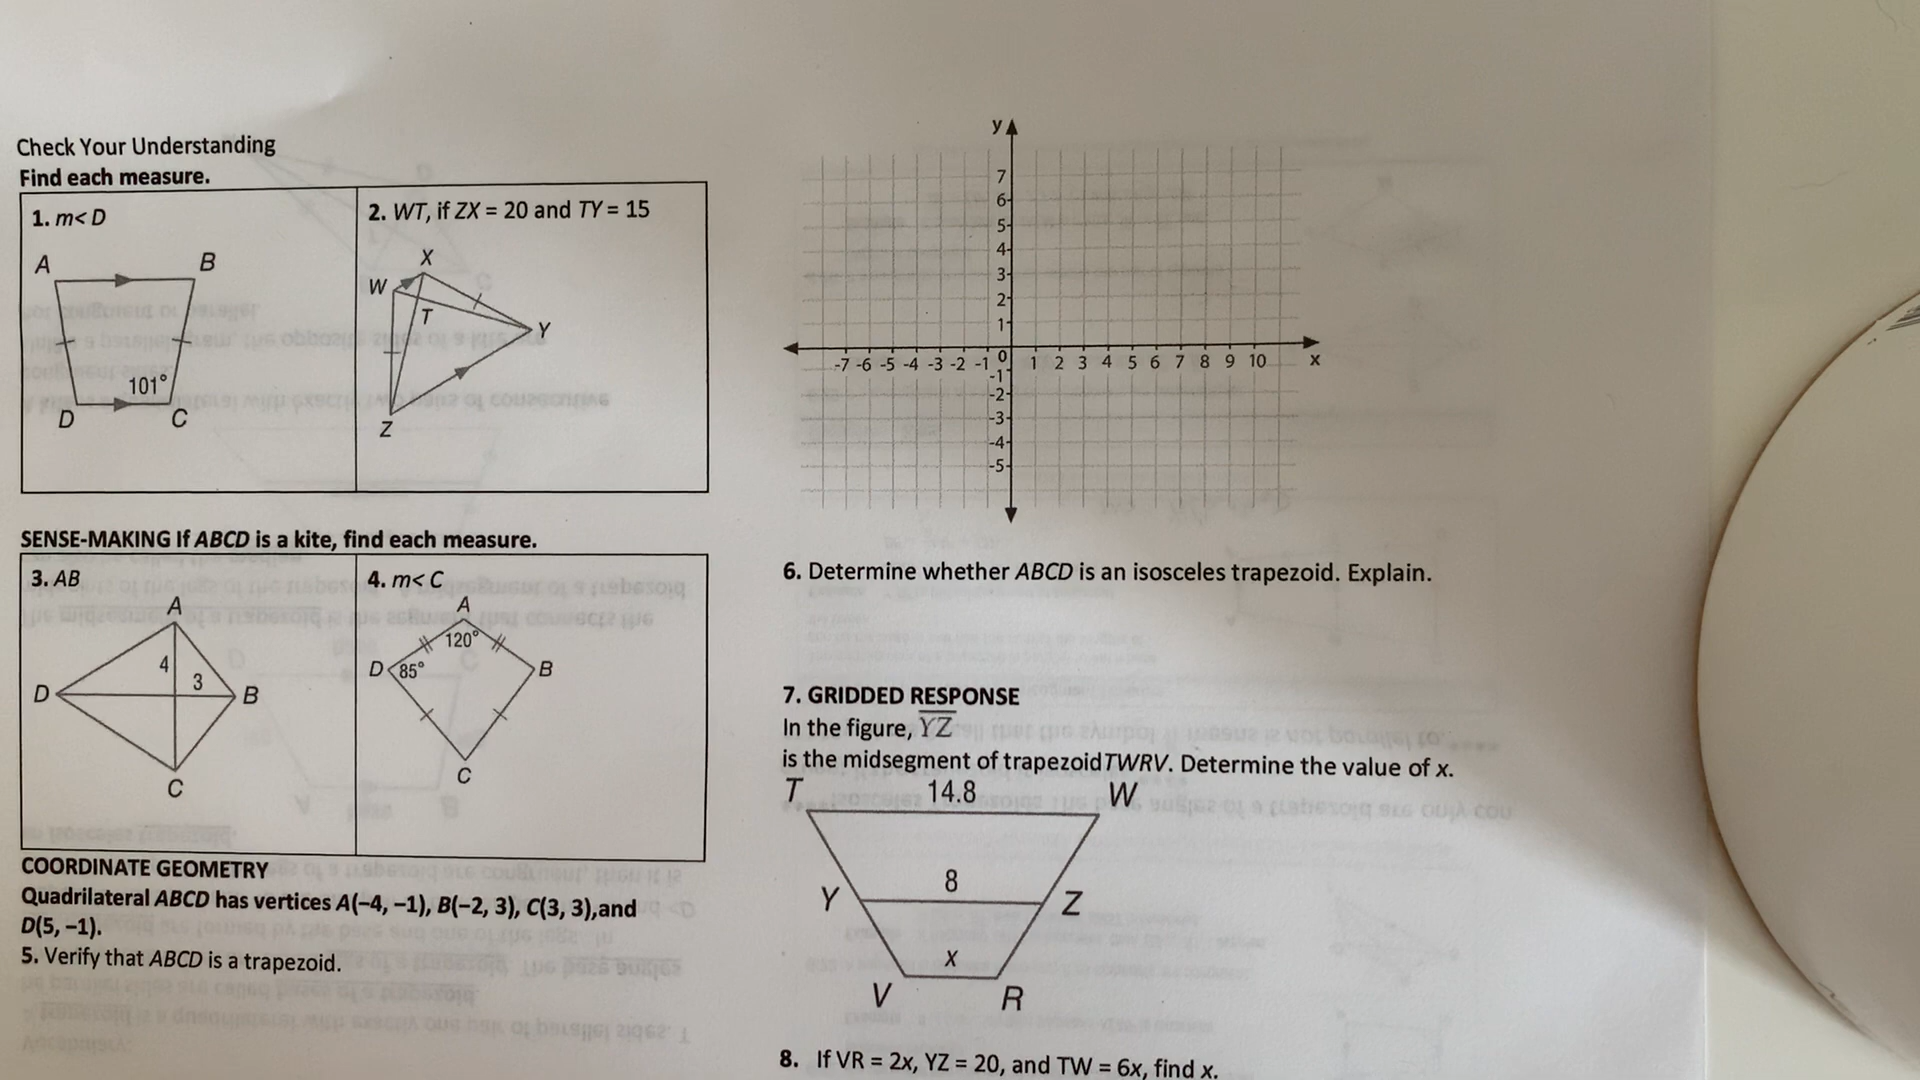 Check Your Understanding
Find each measure.
1. m< D
A
B
101°
D
C
2. WT, if ZX = 20 and TY = 15
X
W
T
Y
Z
SENSE-MAKING If ABCD is a kite, find each measure.
3. AB
A
4
3
D
B
C
4. m< C
A
120°
D
85°
B
C
COORDINATE GEOMETRY
Quadrilateral ABCD has vertices A(–4, –1), B(–2, 3), C(3, 3),and
D(5, –1).
5. Verify that ABCD is a trapezoid.
y
7
6
5
4
3
2
1
-7 -6 -5 -4 -3 -2 -1 0 1 2 3 4 5 6 7 8 9 10 x
-1
-2
-3
-4
-5
6. Determine whether ABCD is an isosceles trapezoid. Explain.
7. GRIDDED RESPONSE
In the figure, YZ
is the midsegment of trapezoid TWRV. Determine the value of x.
T 14.8 W
8
Y Z
x
V R
8. If VR = 2x, YZ = 20, and TW = 6x, find x.